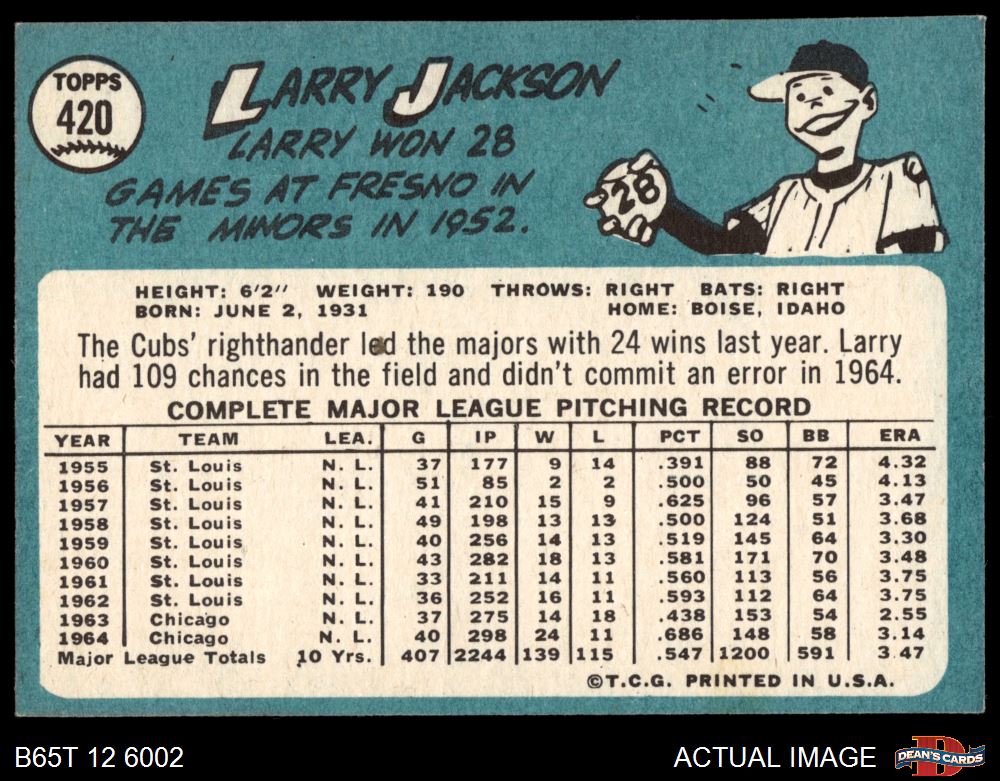 TOPPS
420
LARRY JACKSON
LARRY WON 28
GAMES AT FRESNO IN
THE MINORS IN 1952.
28
HEIGHT: 6'2" WEIGHT: 190 THROWS: RIGHT BATS: RIGHT
BORN: JUNE 2, 1931 HOME: BOISE, IDAHO
The Cubs' righthander led the majors with 24 wins last year. Larry
had 109 chances in the field and didn't commit an error in 1964.
COMPLETE MAJOR LEAGUE PITCHING RECORD
YEAR TEAM LEA. G IP W L PCT SO BB ERA
1955 St. Louis N. L. 37 177 9 14 .391 88 72 4.32
1956 St. Louis N. L. 51 85 2 2 .500 50 45 4.13
1957 St. Louis N. L. 41 210 15 9 .625 96 57 3.47
1958 St. Louis N. L. 49 198 13 13 .500 124 51 3.68
1959 St. Louis N. L. 40 256 14 13 .519 145 64 3.30
1960 St. Louis N. L. 43 282 18 13 .581 171 70 3.48
1961 St. Louis N. L. 33 211 14 11 .560 113 56 3.75
1962 St. Louis N. L. 36 252 16 11 .593 112 64 3.75
1963 Chicago N. L. 37 275 14 18 .438 153 54 2.55
1964 Chicago N. L. 40 298 24 11 .686 148 58 3.14
Major League Totals 10 Yrs. 407 2244 139 115 .547 1200 591 3.47
©T.C.G. PRINTED IN U.S.A.
B65T 12 6002 ACTUAL IMAGE DEAN'S CARDS